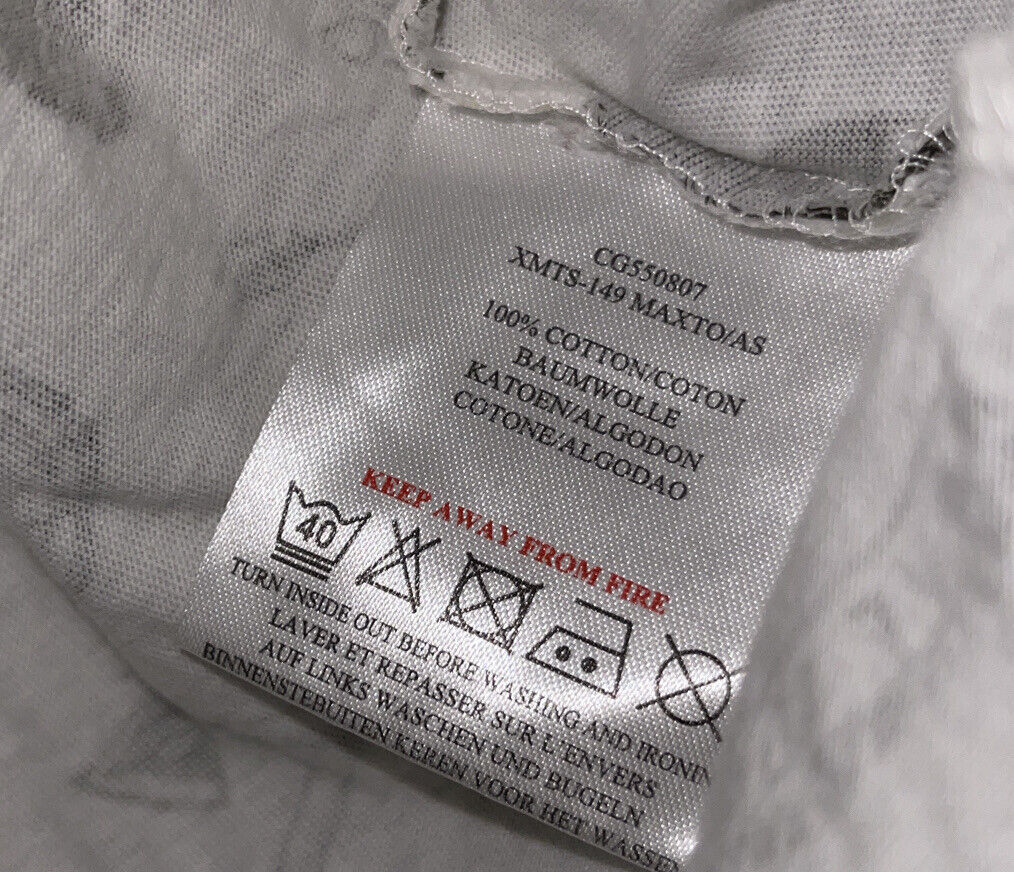 CG550807
XMTS-149 MAXTO/AS
100% COTTON/COTON
BAUMWOLLE
KATOEN/ALGODON
COTONE/ALGODAO
KEEP AWAY FROM FIRE
40
TURN INSIDE OUT BEFORE WASHING AND IRONIN
LAVER ET REPASSER SUR L'ENVERS
AUF LINKS WASCHEN UND BUGELN
BINNENSTEBUITEN KEREN VOOR HET WASSEN